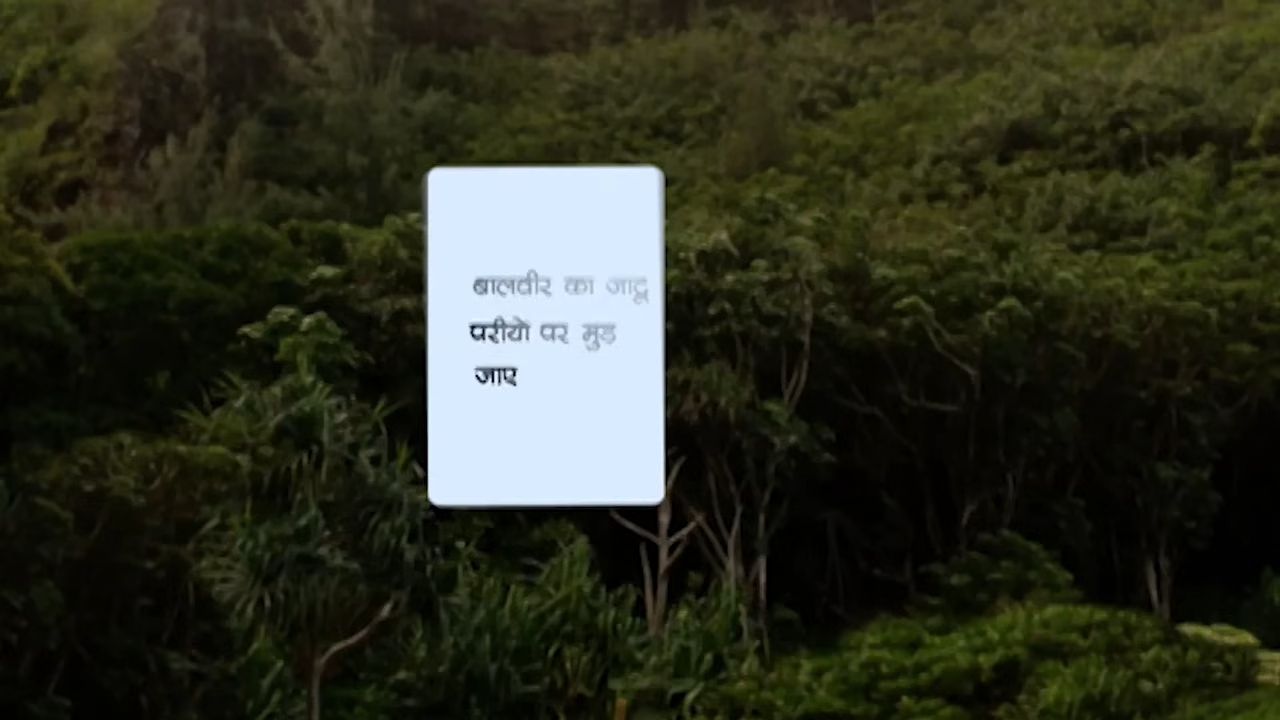 बालवीर का जादू
परीयो पर मुड
जाए